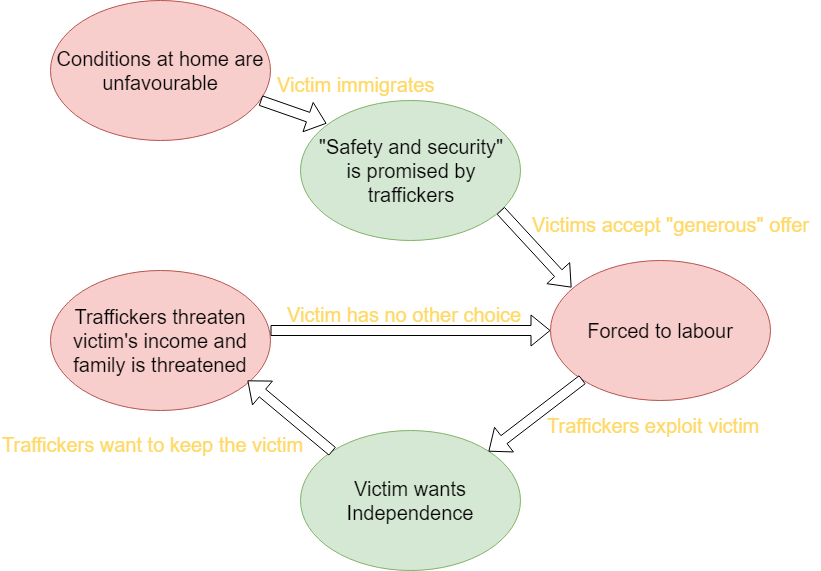 Conditions at home are
unfavourable
Victim immigrates
"Safety and security"
is promised by
traffickers
Victims accept "generous" offer
Forced to labour
Traffickers exploit victim
Victim wants
Independence
Traffickers want to keep the victim
Traffickers threaten
victim's income and
family is threatened
Victim has no other choice